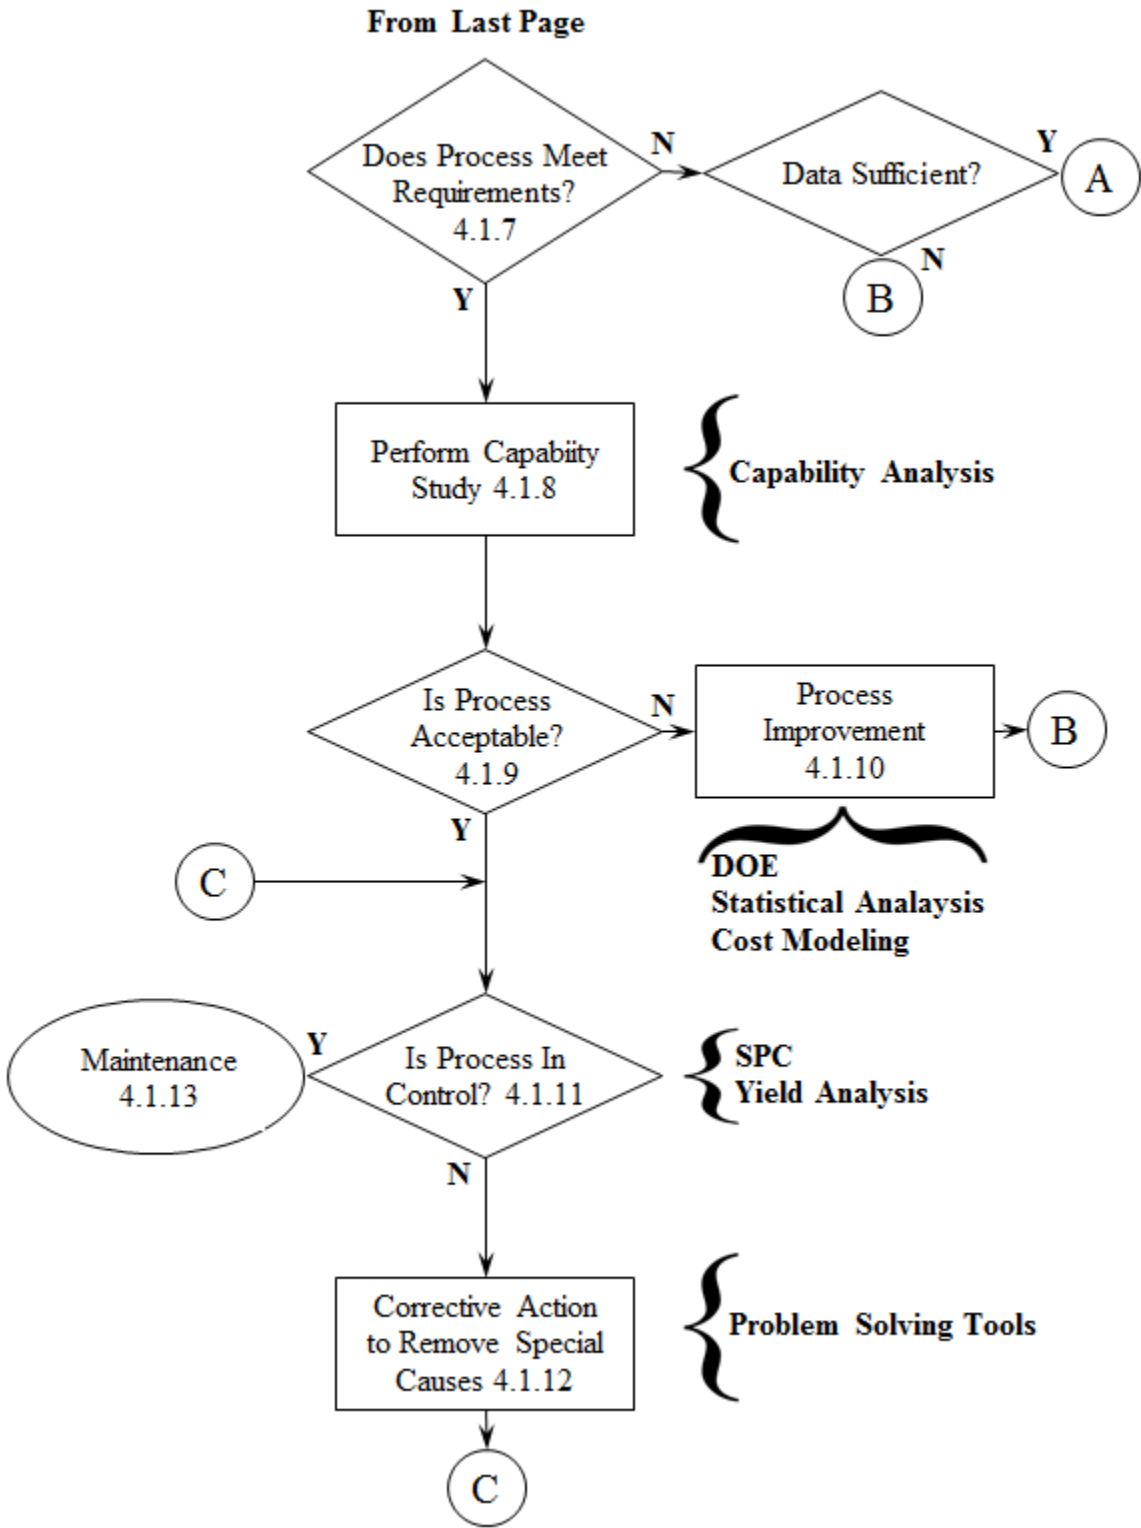 From Last Page
Does Process Meet
Requirements?
4.1.7
N
Data Sufficient?
Y
A
N
B
Y
Perform Capabiity
Study 4.1.8
Capability Analysis
Is Process
Acceptable?
4.1.9
N
Process
Improvement
4.1.10
B
Y
DOE
Statistical Analaysis
Cost Modeling
C
Maintenance
4.1.13
Y
Is Process In
Control? 4.1.11
SPC
Yield Analysis
N
Corrective Action
to Remove Special
Causes 4.1.12
Problem Solving Tools
C